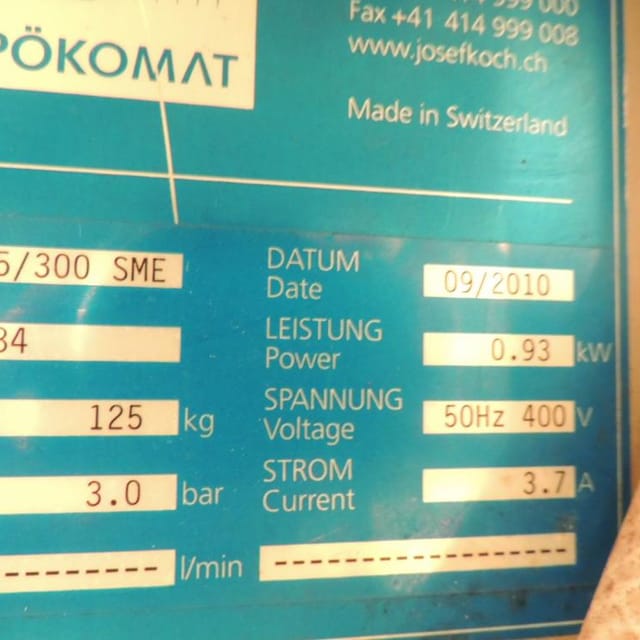 Fax +41 414 999 008
www.josefkoch.ch
PÖKOMAT
Made in Switzerland
5/300 SME
DATUM
Date
09/2010
34
LEISTUNG
Power
0.93 kW
125 kg
SPANNUNG
Voltage
50Hz 400 V
3.0 bar
STROM
Current
3.7 A
--------- l/min
--------------------